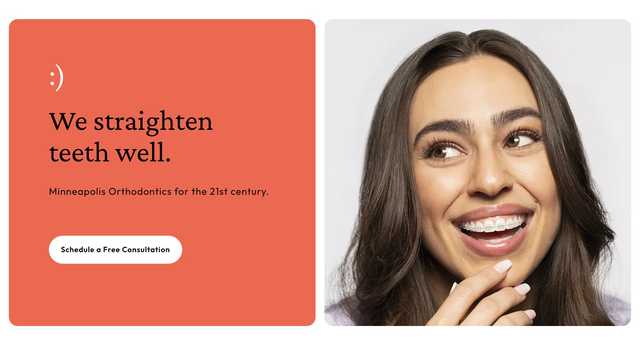 :)
We straighten
teeth well.
Minneapolis Orthodontics for the 21st century.
Schedule a Free Consultation